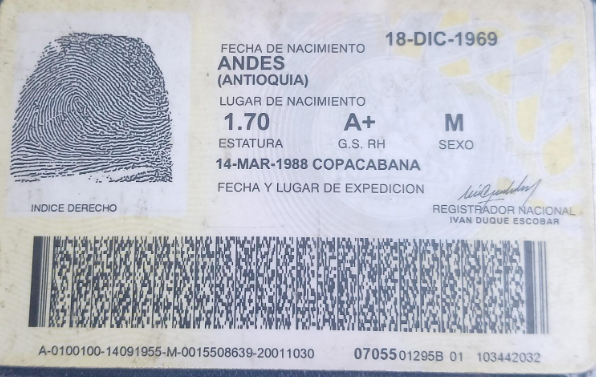 FECHA DE NACIMIENTO 18-DIC-1969
ANDES
(ANTIOQUIA)
LUGAR DE NACIMIENTO
1.70 A+ M
ESTATURA G.S. RH SEXO
14-MAR-1988 COPACABANA
FECHA Y LUGAR DE EXPEDICION
REGISTRADOR NACIONAL
IVAN DUQUE ESCOBAR
INDICE DERECHO
A-0100100-14091955-M-0015508639-20011030 07055 01295B 01 103442032